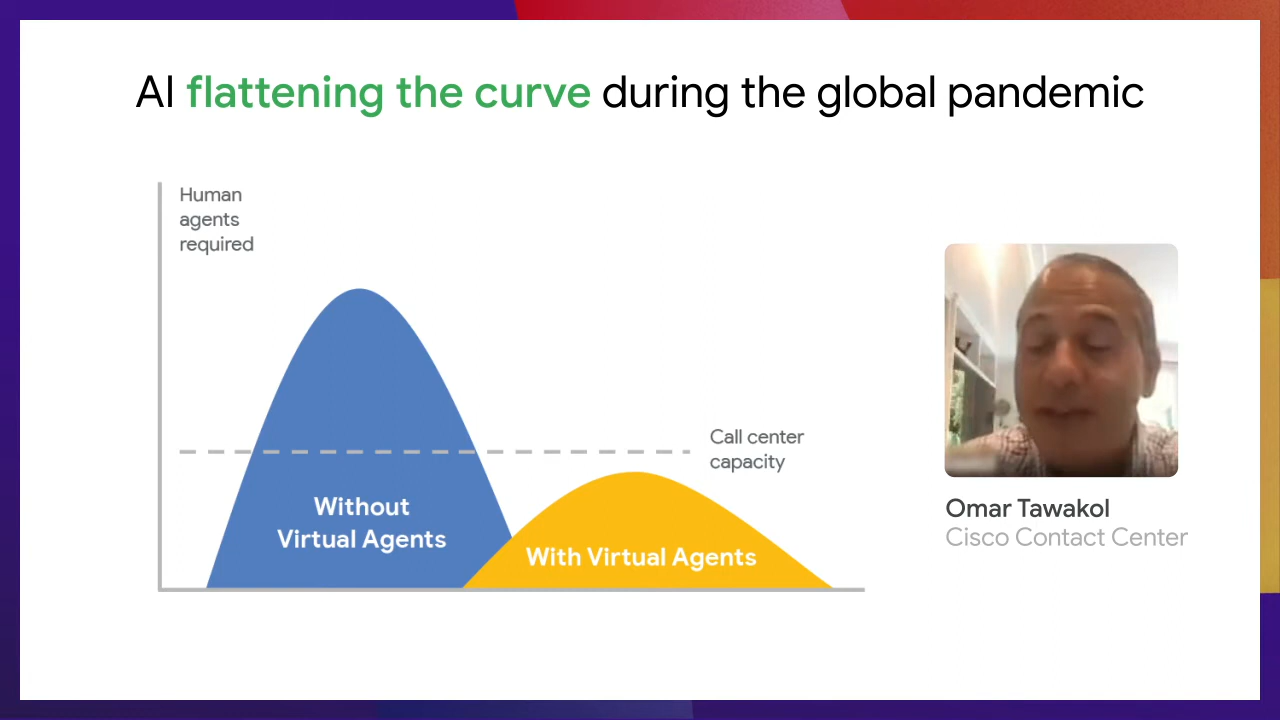 AI flattening the curve during the global pandemic
Human
agents
required
Call center
capacity
Without
Virtual Agents
With Virtual Agents
Omar Tawakol
Cisco Contact Center